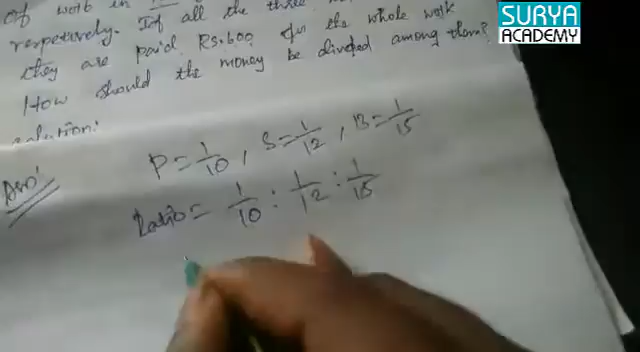 of work in
respectively. If all the three
they are paid Rs.600 for the whole work
How should the money be divided among them?
solution:
Ans:
P = 1/10, S = 1/12, B = 1/15
Ratio = 1/10 : 1/12 : 1/15
SURYA
ACADEMY